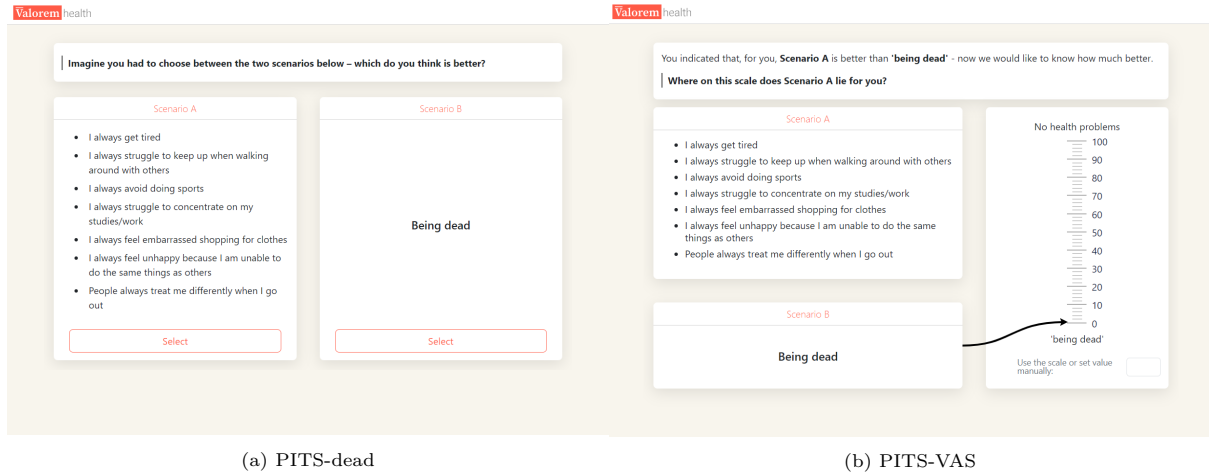 Valorem health
Imagine you had to choose between the two scenarios below – which do you think is better?
Scenario A
• I always get tired
• I always struggle to keep up when walking
around with others
• I always avoid doing sports
• I always struggle to concentrate on my
studies/work
• I always feel embarrassed shopping for clothes
• I always feel unhappy because I am unable to
do the same things as others
• People always treat me differently when I go
out
Select
Scenario B
Being dead
Select
(a) PITS-dead
Valorem health
You indicated that, for you, Scenario A is better than 'being dead' - now we would like to know how much better.
Where on this scale does Scenario A lie for you?
Scenario A
• I always get tired
• I always struggle to keep up when walking around with others
• I always avoid doing sports
• I always struggle to concentrate on my studies/work
• I always feel embarrassed shopping for clothes
• I always feel unhappy because I am unable to do the same
things as others
• People always treat me differently when I go out
Scenario B
Being dead
No health problems
100
90
80
70
60
50
40
30
20
10
0
'being dead'
Use the scale or set value
manually:
(b) PITS-VAS